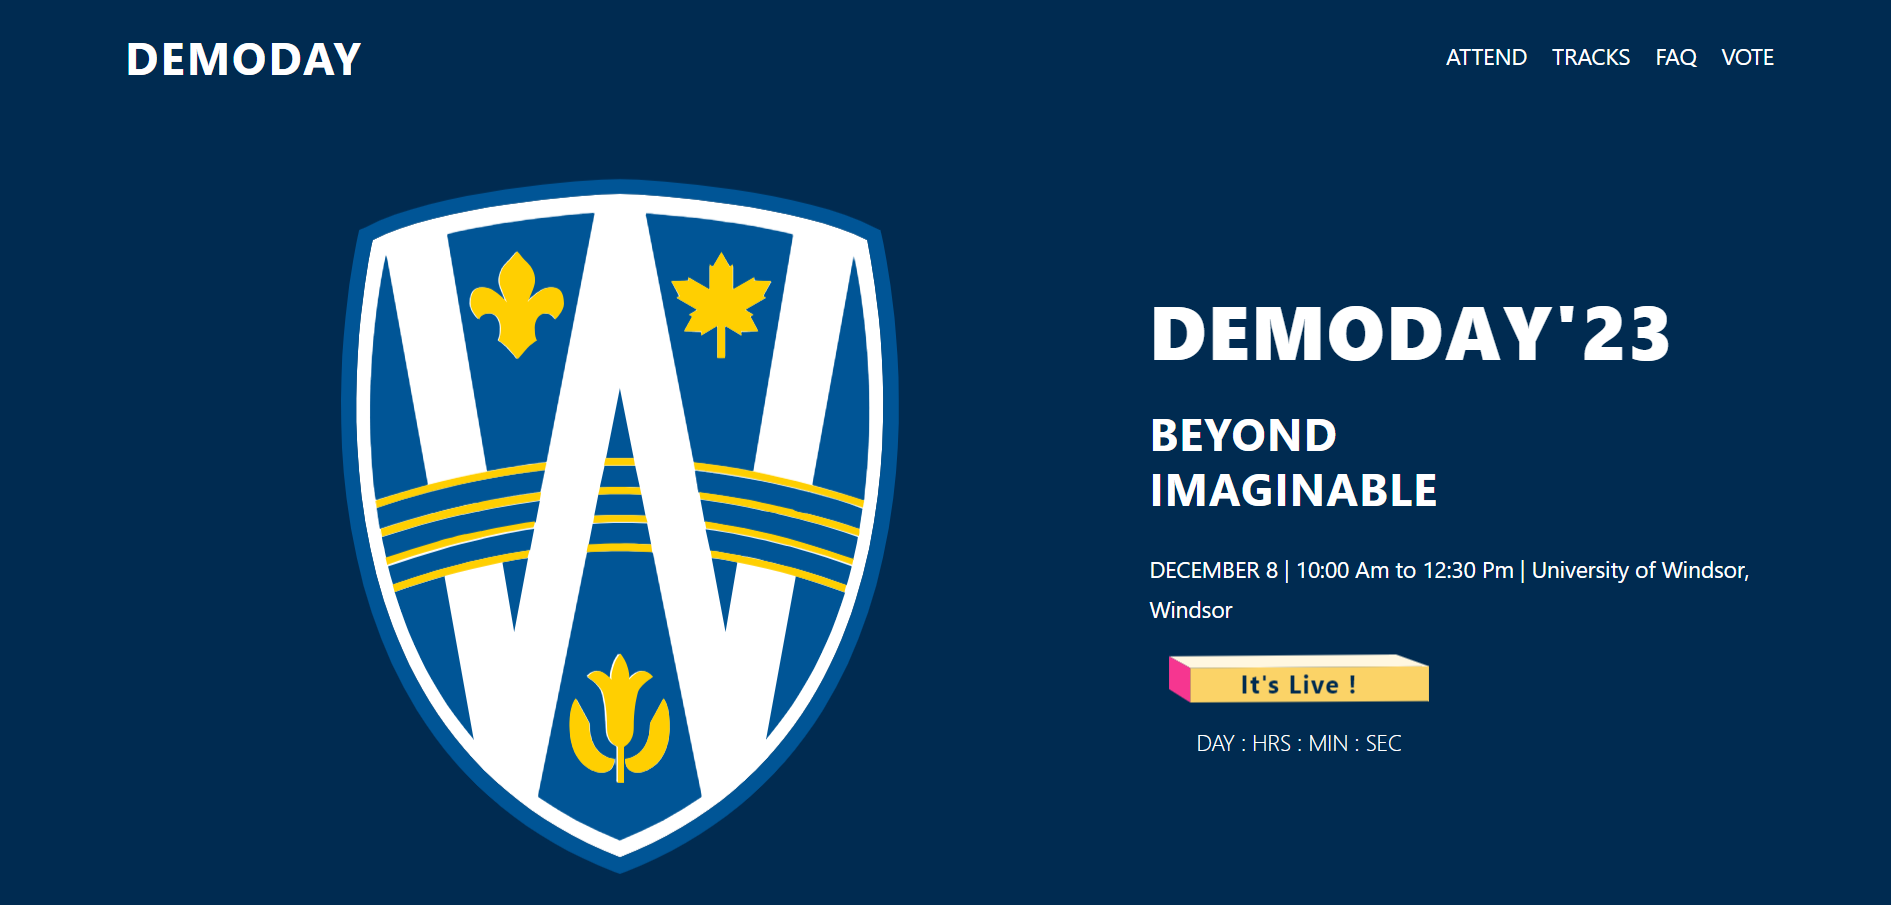 DEMODAY
ATTEND TRACKS FAQ VOTE
DEMODAY'23
BEYOND
IMAGINABLE
DECEMBER 8 | 10:00 Am to 12:30 Pm | University of Windsor,
Windsor
It's Live !
DAY : HRS : MIN : SEC